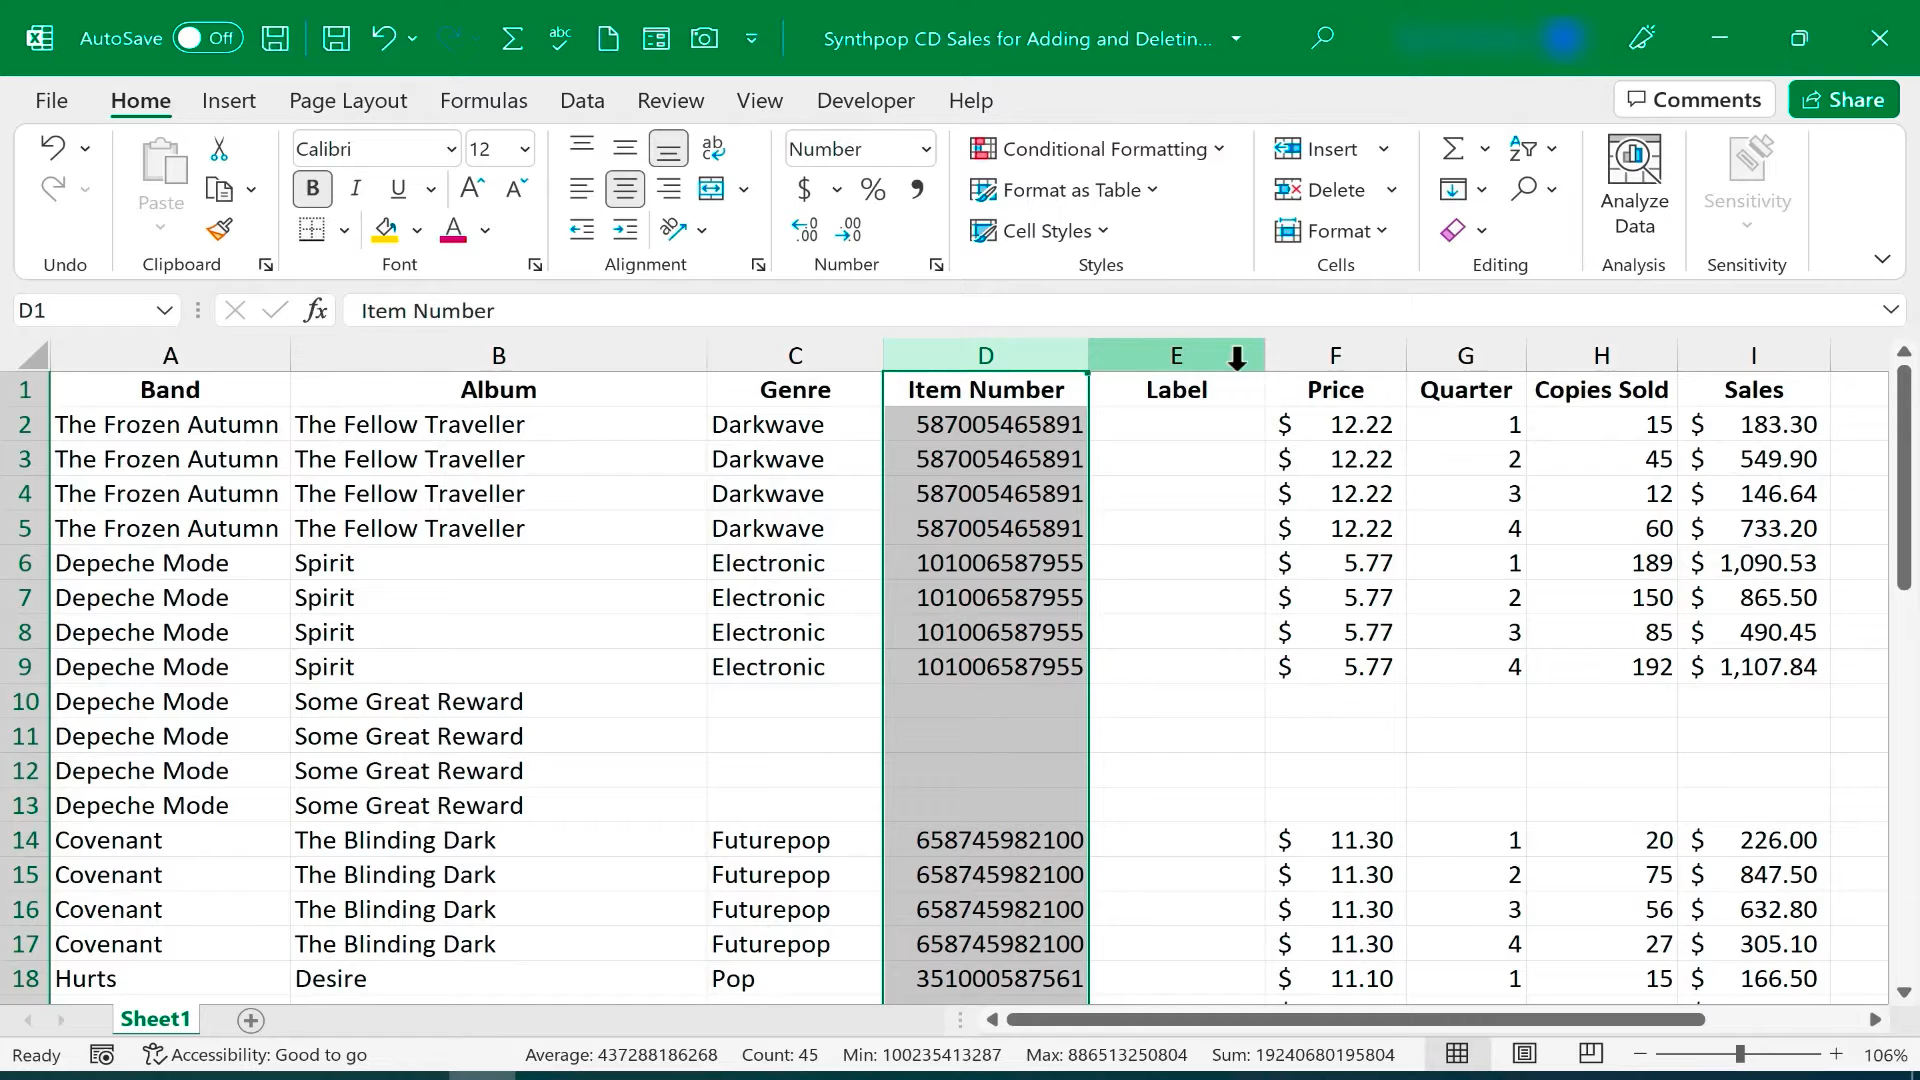 AutoSave Off Synthpop CD Sales for Adding and Deletin...
File Home Insert Page Layout Formulas Data Review View Developer Help Comments Share
Calibri 12 ab Number Conditional Formatting Insert
Paste B I U A A $ % Format as Table Delete Analyze Data Sensitivity
A Cell Styles Format
Undo Clipboard Font Alignment Number Styles Cells Editing Analysis Sensitivity
D1 fx Item Number
A B C D E F G H I
1 Band Album Genre Item Number Label Price Quarter Copies Sold Sales
2 The Frozen Autumn The Fellow Traveller Darkwave 587005465891 $ 12.22 1 15 $ 183.30
3 The Frozen Autumn The Fellow Traveller Darkwave 587005465891 $ 12.22 2 45 $ 549.90
4 The Frozen Autumn The Fellow Traveller Darkwave 587005465891 $ 12.22 3 12 $ 146.64
5 The Frozen Autumn The Fellow Traveller Darkwave 587005465891 $ 12.22 4 60 $ 733.20
6 Depeche Mode Spirit Electronic 101006587955 $ 5.77 1 189 $ 1,090.53
7 Depeche Mode Spirit Electronic 101006587955 $ 5.77 2 150 $ 865.50
8 Depeche Mode Spirit Electronic 101006587955 $ 5.77 3 85 $ 490.45
9 Depeche Mode Spirit Electronic 101006587955 $ 5.77 4 192 $ 1,107.84
10 Depeche Mode Some Great Reward
11 Depeche Mode Some Great Reward
12 Depeche Mode Some Great Reward
13 Depeche Mode Some Great Reward
14 Covenant The Blinding Dark Futurepop 658745982100 $ 11.30 1 20 $ 226.00
15 Covenant The Blinding Dark Futurepop 658745982100 $ 11.30 2 75 $ 847.50
16 Covenant The Blinding Dark Futurepop 658745982100 $ 11.30 3 56 $ 632.80
17 Covenant The Blinding Dark Futurepop 658745982100 $ 11.30 4 27 $ 305.10
18 Hurts Desire Pop 351000587561 $ 11.10 1 15 $ 166.50
Sheet1
Ready Accessibility: Good to go Average: 437288186268 Count: 45 Min: 100235413287 Max: 886513250804 Sum: 19240680195804 106%